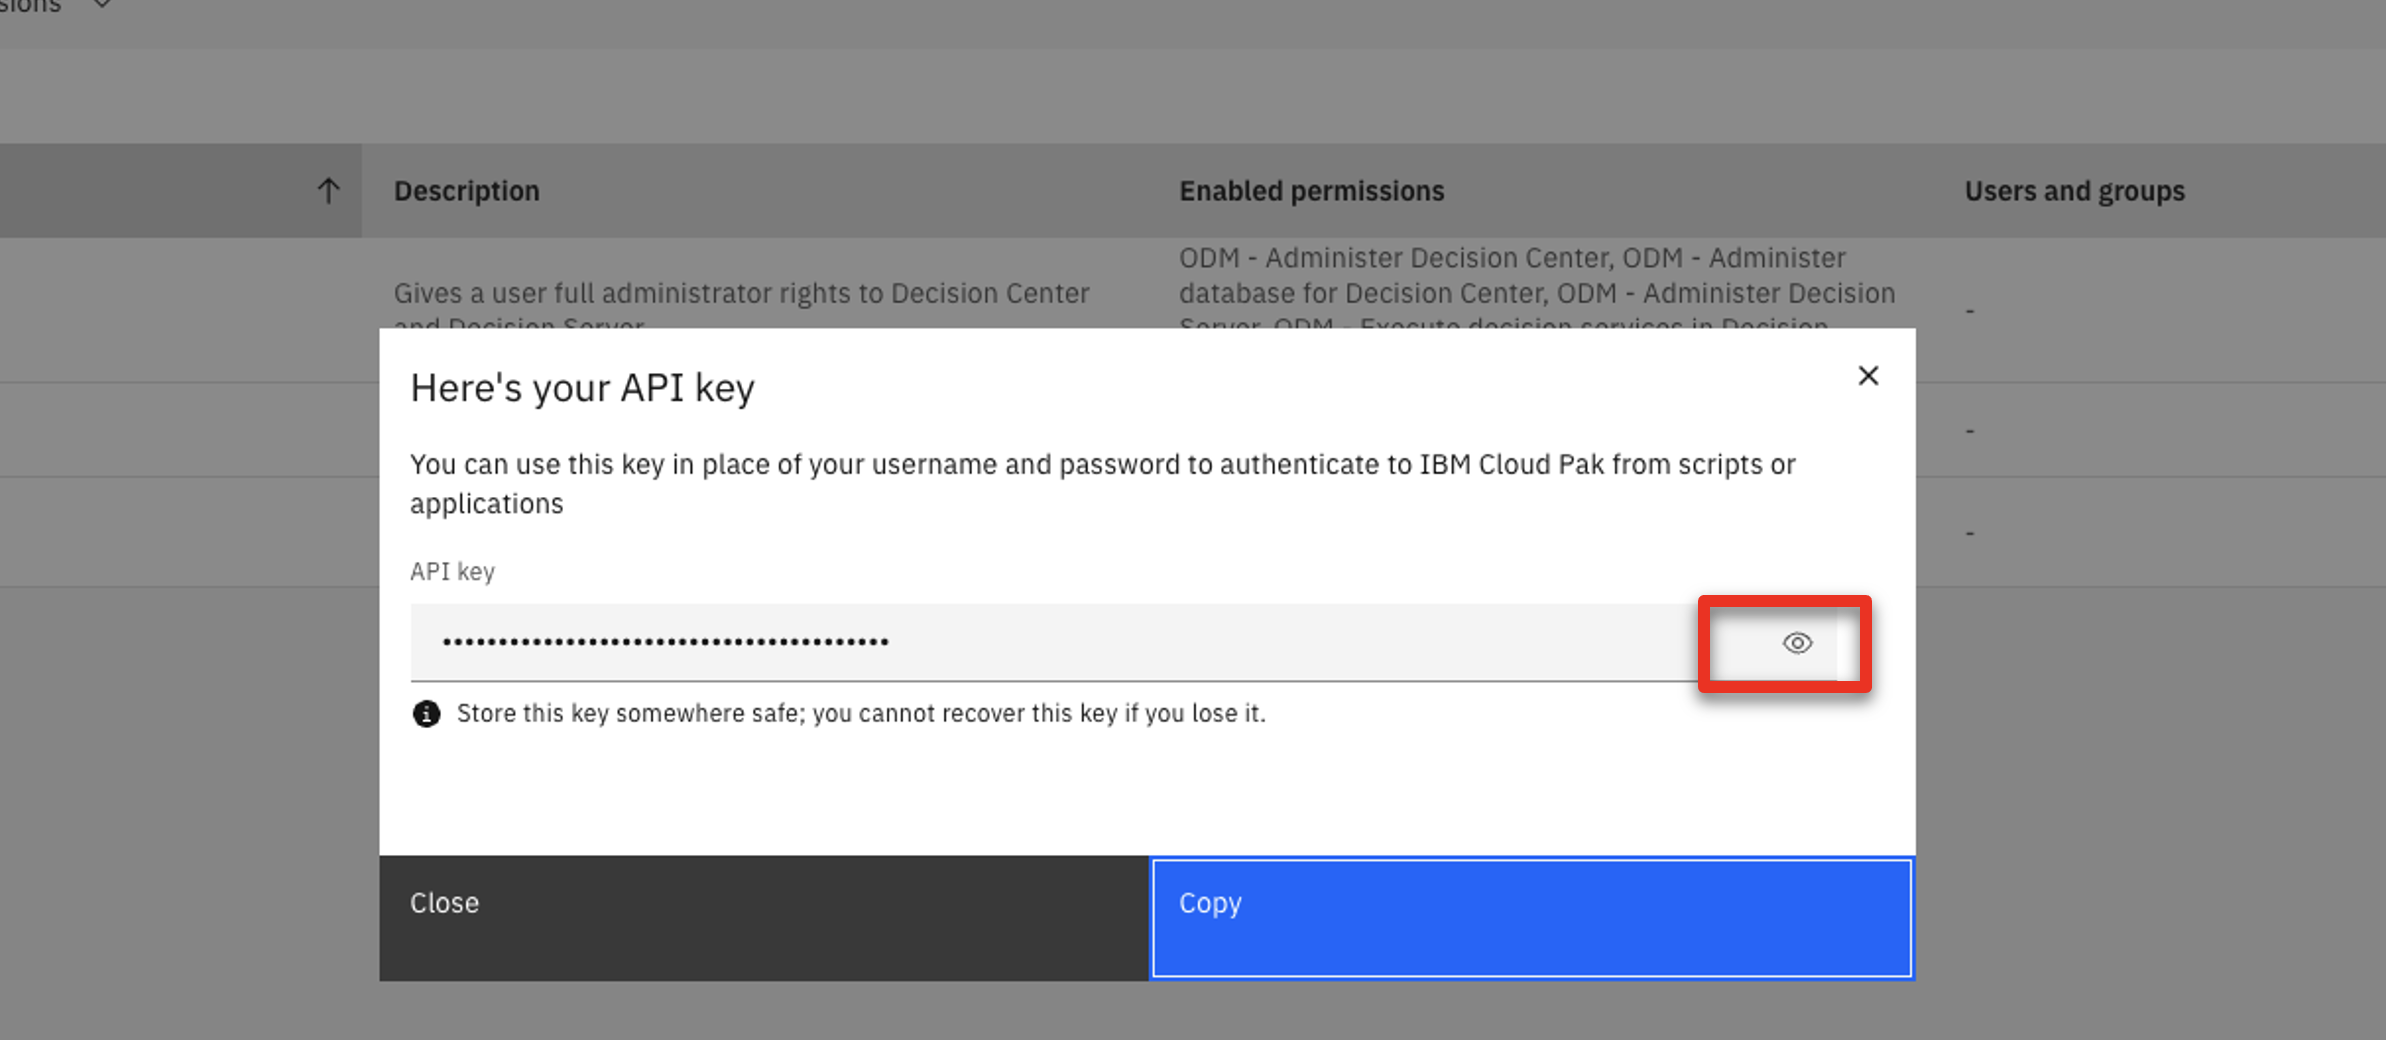 sions
Description
Enabled permissions
Users and groups
ODM - Administer Decision Center, ODM - Administer
Gives a user full administrator rights to Decision Center
database for Decision Center, ODM - Administer Decision
and Decision Server
Server, ODM - Execute decision services in Decision
-
Here's your API key
You can use this key in place of your username and password to authenticate to IBM Cloud Pak from scripts or
applications
-
-
API key
••••••••••••••••••••••••••••••••••••••••
Store this key somewhere safe; you cannot recover this key if you lose it.
Close
Copy